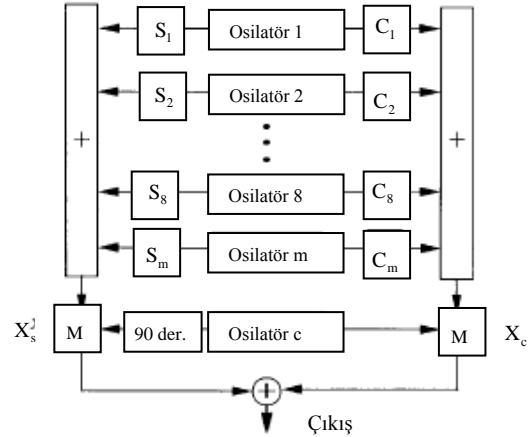 S₁ Osilatör 1 C₁
S₂ Osilatör 2 C₂
+ +
S₈ Osilatör 8 C₈
Sₘ Osilatör m Cₘ
Xₛ M 90 der. Osilatör c M X_c
+
Çıkış